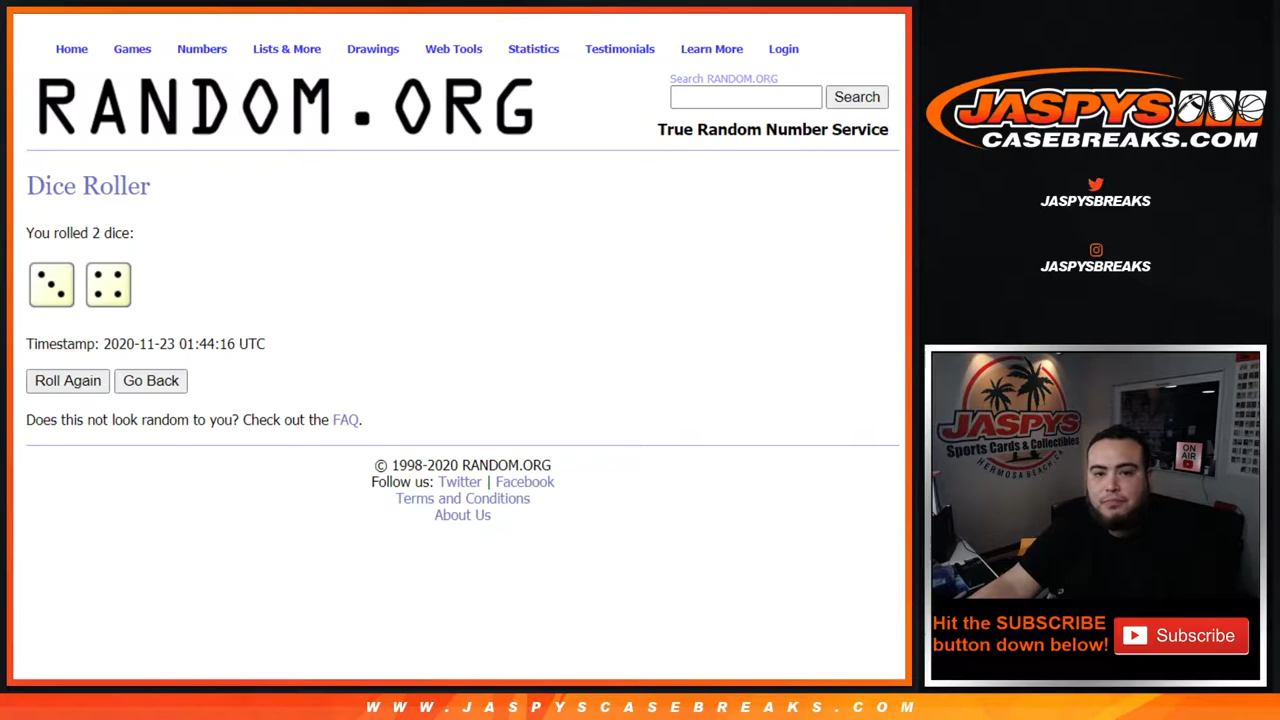 Home Games Numbers Lists & More Drawings Web Tools Statistics Testimonials Learn More Login
RANDOM.ORG
Search RANDOM.ORG
Search
True Random Number Service
Dice Roller
You rolled 2 dice:
Timestamp: 2020-11-23 01:44:16 UTC
Roll Again Go Back
Does this not look random to you? Check out the FAQ.
© 1998-2020 RANDOM.ORG
Follow us: Twitter | Facebook
Terms and Conditions
About Us
JASPYS
CASEBREAKS.COM
JASPYSBREAKS
JASPYSBREAKS
JASPYS
Sports Cards & Collectibles
HERMOSA BEACH, CA
ON
AIR
Hit the SUBSCRIBE
button down below!
Subscribe
WWW.JASPYSCASEBREAKS.COM